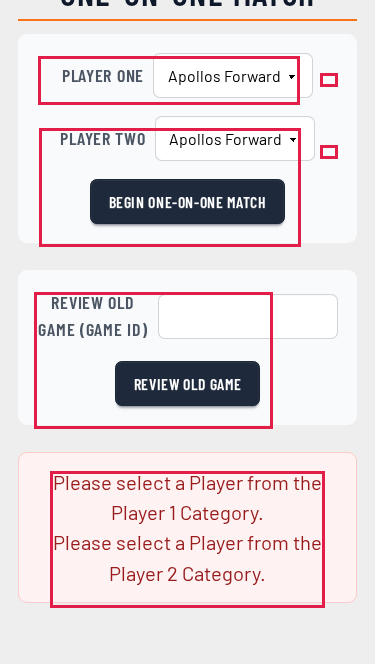 ONE-ON-ONE MATCH
PLAYER ONE Apollos Forward
PLAYER TWO Apollos Forward
BEGIN ONE-ON-ONE MATCH
REVIEW OLD
GAME (GAME ID)
REVIEW OLD GAME
Please select a Player from the
Player 1 Category.
Please select a Player from the
Player 2 Category.